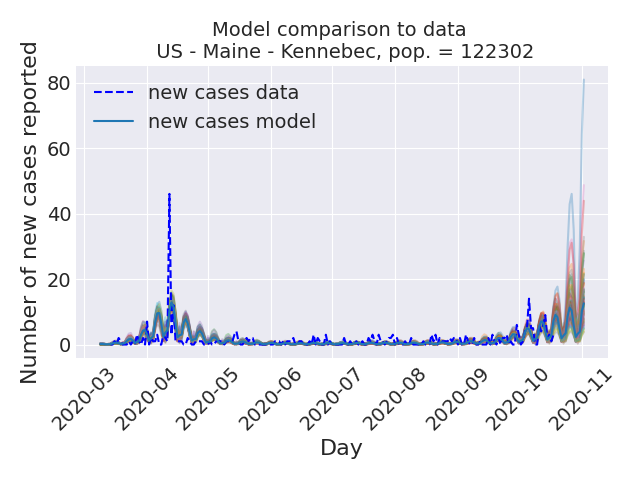 Model comparison to data
US - Maine - Kennebec, pop. = 122302
Number of new cases reported
80
60
40
20
0
new cases data
new cases model
2020-03
2020-04
2020-05
2020-06
2020-07
2020-08
2020-09
2020-10
2020-11
Day